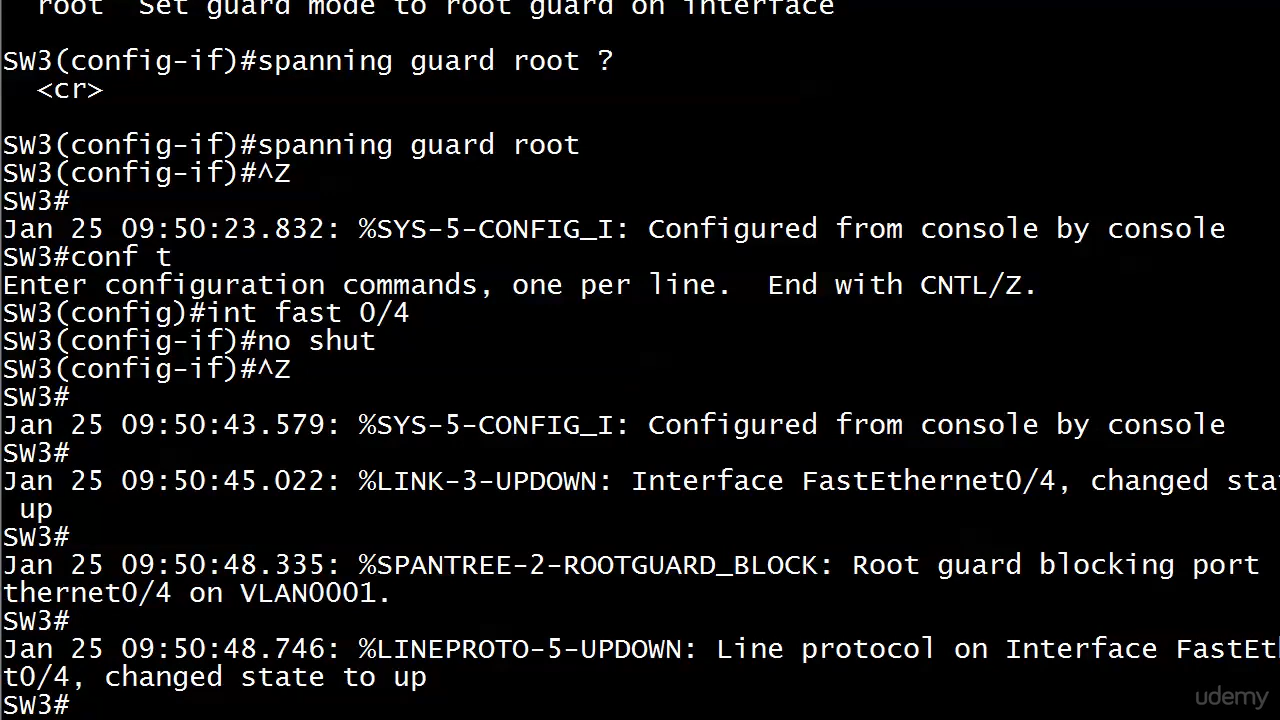 root  Set guard mode to root guard on interface
SW3(config-if)#spanning guard root ?
<cr>
SW3(config-if)#spanning guard root
SW3(config-if)#^Z
SW3#
Jan 25 09:50:23.832: %SYS-5-CONFIG_I: Configured from console by console
SW3#conf t
Enter configuration commands, one per line.  End with CNTL/Z.
SW3(config)#int fast 0/4
SW3(config-if)#no shut
SW3(config-if)#^Z
SW3#
Jan 25 09:50:43.579: %SYS-5-CONFIG_I: Configured from console by console
SW3#
Jan 25 09:50:45.022: %LINK-3-UPDOWN: Interface FastEthernet0/4, changed sta
up
SW3#
Jan 25 09:50:48.335: %SPANTREE-2-ROOTGUARD_BLOCK: Root guard blocking port
thernet0/4 on VLAN0001.
SW3#
Jan 25 09:50:48.746: %LINEPROTO-5-UPDOWN: Line protocol on Interface FastEt
t0/4, changed state to up
SW3#
udemy